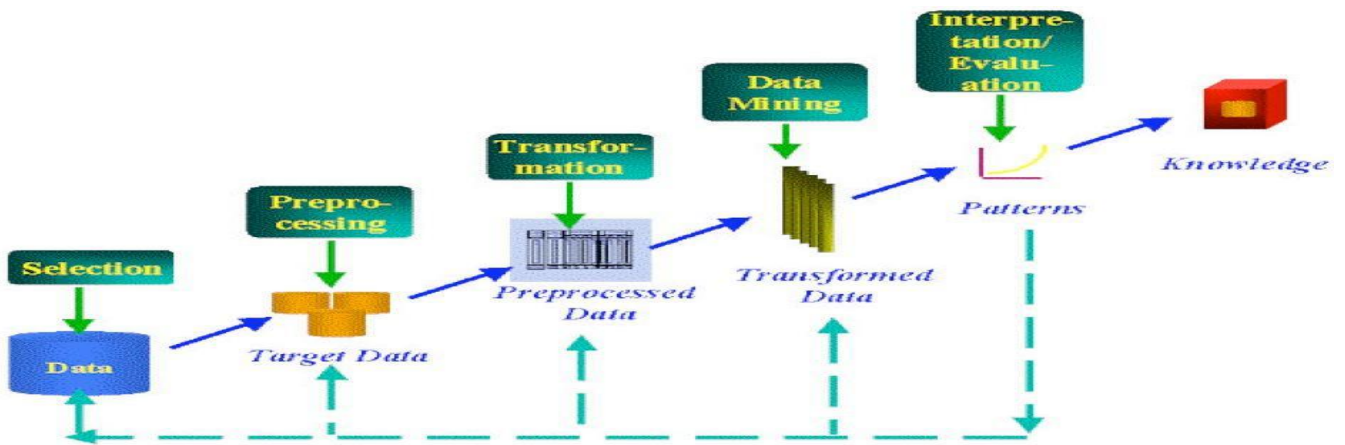 Interpre-
tation/
Evalu-
ation
Data
Mining
Transfor-
mation
Prepro-
cessing
Selection
Knowledge
Patterns
Transformed
Data
Preprocessed
Data
Target Data
Data